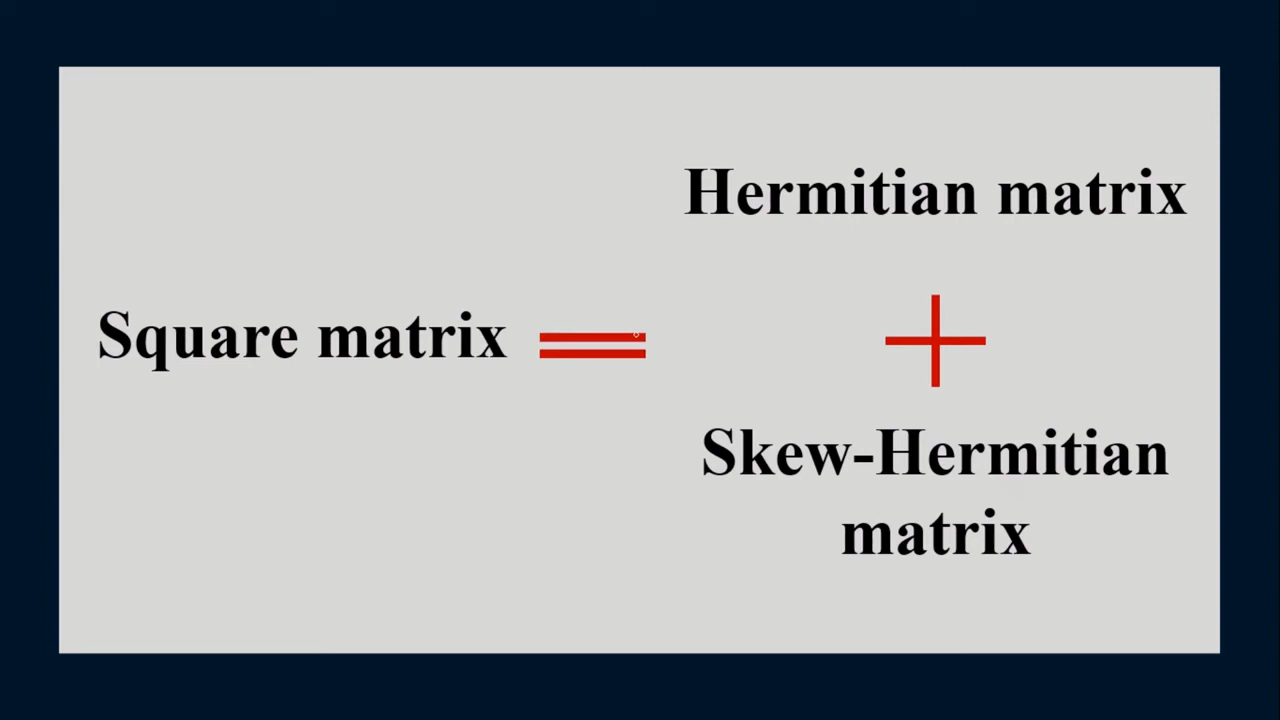 Square matrix =
Hermitian matrix
+
Skew-Hermitian
matrix